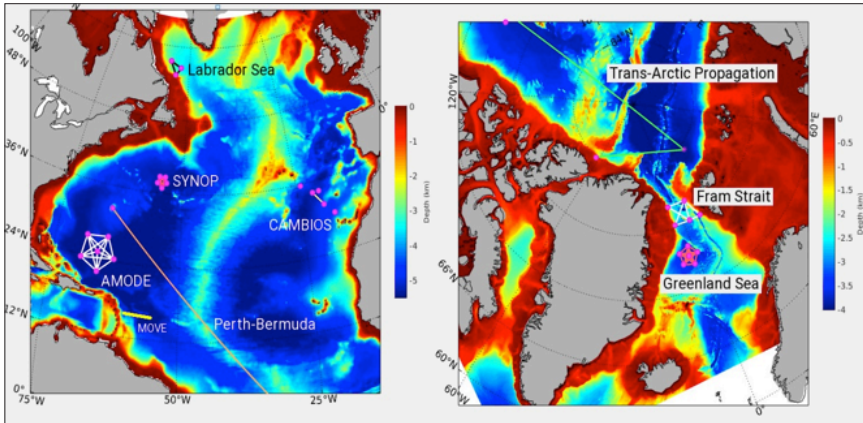 100°W
48°N
36°N
24°N
12°N
0°
75°W
50°W
25°W
0°
Labrador Sea
SYNOP
CAMBIOS
AMODE
MOVE
Perth-Bermuda
0
-1
-2
-3
-4
-5
Depth (km)
120°W
66°N
60°N
60°W
0°
60°E
Trans-Arctic Propagation
Fram Strait
Greenland Sea
0
-0.5
-1
-1.5
-2
-2.5
-3
-3.5
-4
Depth (km)